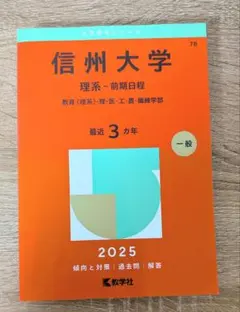 大学赤本シリーズ
78
信州大学
理系-前期日程
教育〈理系〉・理・医・工・農・繊維学部
最近3カ年
一般
2025
傾向と対策｜過去問｜解答
教学社